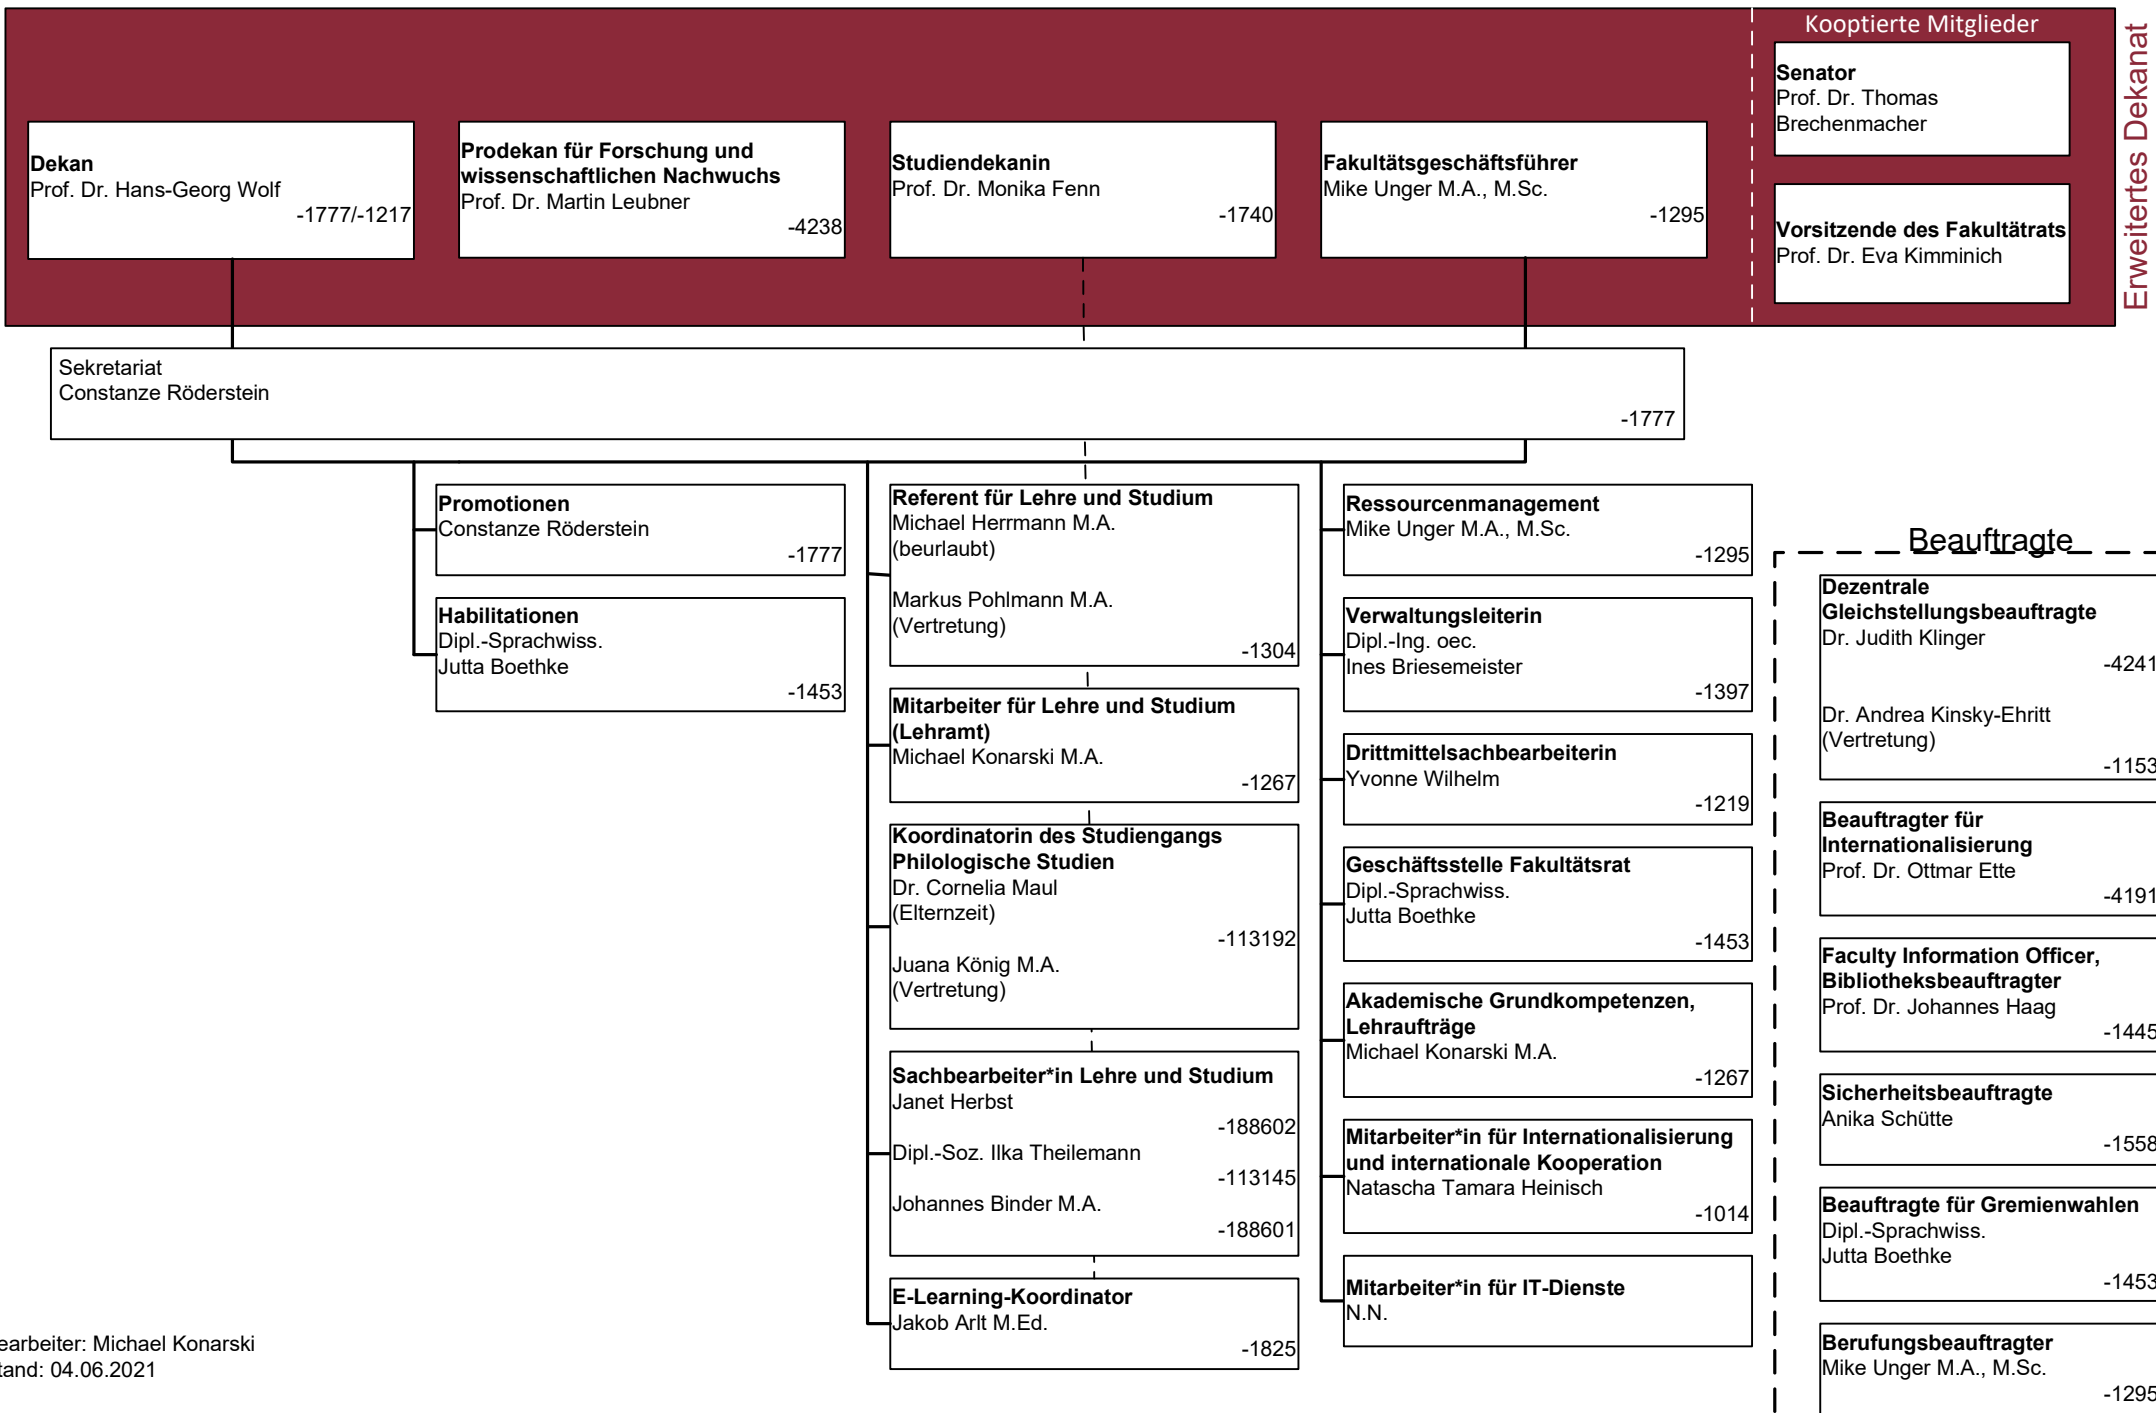 Kooptierte Mitglieder
Erweitertes Dekanat
Senator
Prof. Dr. Thomas
Brechenmacher
Vorsitzende des Fakultätrats
Prof. Dr. Eva Kimminich
Dekan
Prof. Dr. Hans-Georg Wolf
-1777/-1217
Prodekan für Forschung und
wissenschaftlichen Nachwuchs
Prof. Dr. Martin Leubner
-4238
Studiendekanin
Prof. Dr. Monika Fenn
-1740
Fakultätsgeschäftsführer
Mike Unger M.A., M.Sc.
-1295
Sekretariat
Constanze Röderstein
-1777
Promotionen
Constanze Röderstein
-1777
Habilitationen
Dipl.-Sprachwiss.
Jutta Boethke
-1453
Referent für Lehre und Studium
Michael Herrmann M.A.
(beurlaubt)
Markus Pohlmann M.A.
(Vertretung)
-1304
Mitarbeiter für Lehre und Studium
(Lehramt)
Michael Konarski M.A.
-1267
Koordinatorin des Studiengangs
Philologische Studien
Dr. Cornelia Maul
(Elternzeit)
-113192
Juana König M.A.
(Vertretung)
Sachbearbeiter*in Lehre und Studium
Janet Herbst
-188602
Dipl.-Soz. Ilka Theilemann
-113145
Johannes Binder M.A.
-188601
E-Learning-Koordinator
Jakob Arlt M.Ed.
-1825
Ressourcenmanagement
Mike Unger M.A., M.Sc.
-1295
Verwaltungsleiterin
Dipl.-Ing. oec.
Ines Briesemeister
-1397
Drittmittelsachbearbeiterin
Yvonne Wilhelm
-1219
Geschäftsstelle Fakultätsrat
Dipl.-Sprachwiss.
Jutta Boethke
-1453
Akademische Grundkompetenzen,
Lehraufträge
Michael Konarski M.A.
-1267
Mitarbeiter*in für Internationalisierung
und internationale Kooperation
Natascha Tamara Heinisch
-1014
Mitarbeiter*in für IT-Dienste
N.N.
Beauftragte
Dezentrale
Gleichstellungsbeauftragte
Dr. Judith Klinger
-4241
Dr. Andrea Kinsky-Ehritt
(Vertretung)
-1153
Beauftragter für
Internationalisierung
Prof. Dr. Ottmar Ette
-4191
Faculty Information Officer,
Bibliotheksbeauftragter
Prof. Dr. Johannes Haag
-1445
Sicherheitsbeauftragte
Anika Schütte
-1558
Beauftragte für Gremienwahlen
Dipl.-Sprachwiss.
Jutta Boethke
-1453
Berufungsbeauftragter
Mike Unger M.A., M.Sc.
-1295
earbeiter: Michael Konarski
tand: 04.06.2021